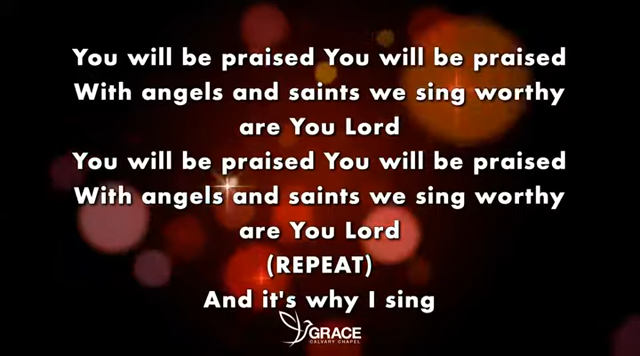 You will be praised You will be praised
With angels and saints we sing worthy
are You Lord
You will be praised You will be praised
With angels and saints we sing worthy
are You Lord
(REPEAT)
And it's why I sing
GRACE
CALVARY CHAPEL